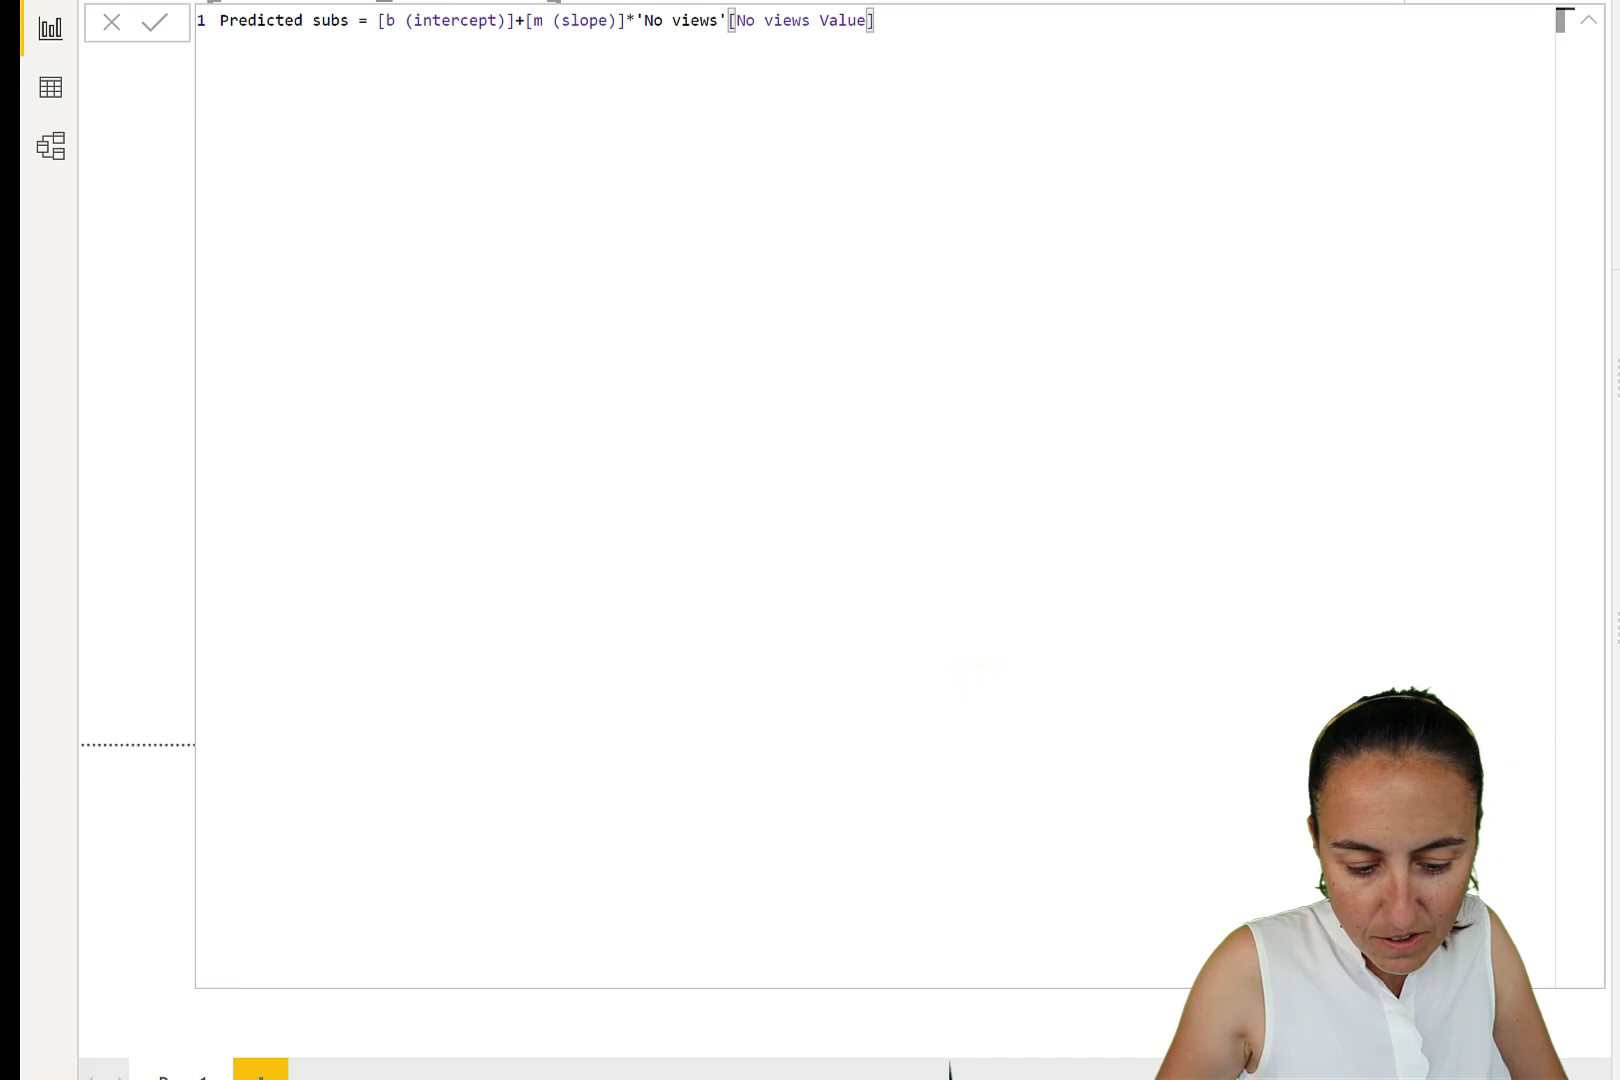 1 Predicted subs = [b (intercept)]+[m (slope)]*'No views'[No views Value]